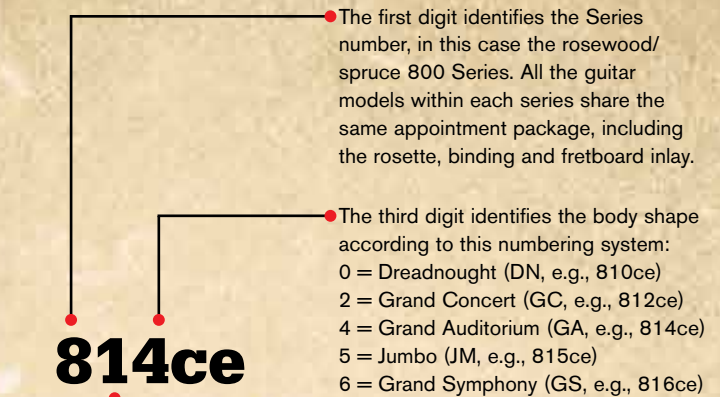 The first digit identifies the Series
number, in this case the rosewood/
spruce 800 Series. All the guitar
models within each series share the
same appointment package, including
the rosette, binding and fretboard inlay.
The third digit identifies the body shape
according to this numbering system:
0 = Dreadnought (DN, e.g., 810ce)
2 = Grand Concert (GC, e.g., 812ce)
4 = Grand Auditorium (GA, e.g., 814ce)
5 = Jumbo (JM, e.g., 815ce)
6 = Grand Symphony (GS, e.g., 816ce)
814ce